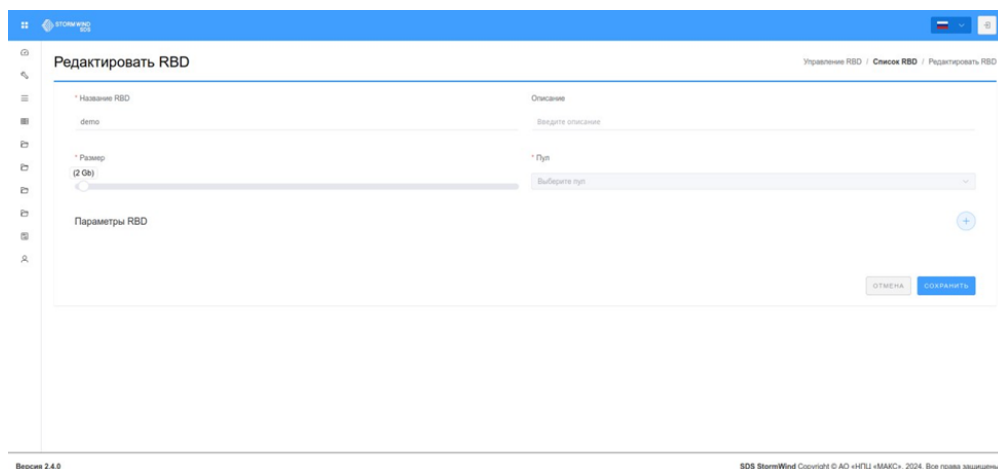 STORMWIND
SDS
Редактировать RBD
Управление RBD / Список RBD / Редактировать RBD
* Название RBD
Описание
demo
Введите описание
* Размер
* Пул
(2 Gb)
Выберите пул
Параметры RBD
ОТМЕНА
СОХРАНИТЬ
Версия 2.4.0
SDS StormWind Copyright © АО «НПЦ «МАКС», 2024. Все права защищены